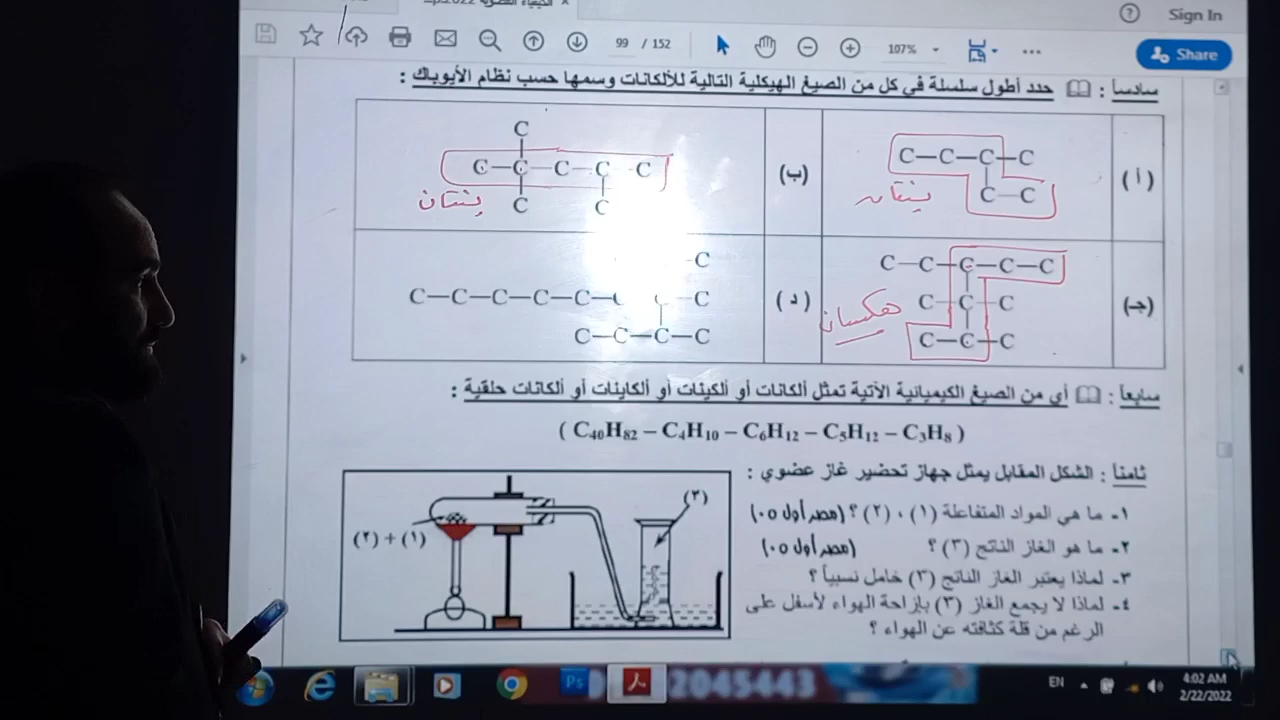 Sign In
99 / 152
107%
Share
سادساً : حدد أطول سلسلة في كل من الصيغ الهيكلية التالية للألكانات وسمها حسب نظام الأيوباك :
(أ)
C—C—C—C
C—C
بنتان
(ب)
C
C—C—C—C—C
C C
بنتان
(جـ)
C—C—C—C—C
C—C—C
C—C—C
هكسان
(د)
C
C—C—C—C—C— C
C—C—C—C
سابعاً : أي من الصيغ الكيميائية الآتية تمثل ألكانات أو ألكينات أو ألكاينات أو ألكانات حلقية :
( C₄₀H₈₂ – C₄H₁₀ – C₆H₁₂ – C₅H₁₂ – C₃H₈ )
ثامناً : الشكل المقابل يمثل جهاز تحضير غاز عضوي :
١- ما هي المواد المتفاعلة (١) ، (٢) ؟ (مصر أول ٠٥)
٢- ما هو الغاز الناتج (٣) ؟ (مصر أول ٠٥)
٣- لماذا يعتبر الغاز الناتج (٣) خامل نسبياً ؟
٤- لماذا لا يجمع الغاز (٣) بإزاحة الهواء لأسفل على
الرغم من قلة كثافته عن الهواء ؟
(٣)
(١) + (٢)
2045443
EN
4:02 AM
2/22/2022